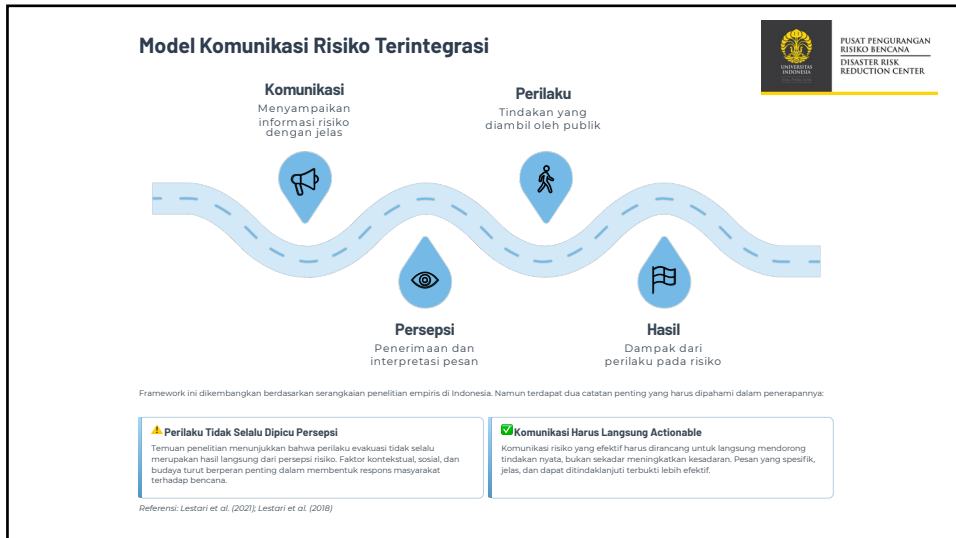 Model Komunikasi Risiko Terintegrasi
UNIVERSITAS
INDONESIA
PUSAT PENGURANGAN
RISIKO BENCANA
DISASTER RISK
REDUCTION CENTER
Komunikasi
Menyampaikan
informasi risiko
dengan jelas
Perilaku
Tindakan yang
diambil oleh publik
Persepsi
Penerimaan dan
interpretasi pesan
Hasil
Dampak dari
perilaku pada risiko
Framework ini dikembangkan berdasarkan serangkaian penelitian empiris di Indonesia. Namun terdapat dua catatan penting yang harus dipahami dalam penerapannya:
Perilaku Tidak Selalu Dipicu Persepsi
Temuan penelitian menunjukkan bahwa perilaku evakuasi tidak selalu
merupakan hasil langsung dari persepsi risiko. Faktor kontekstual, sosial, dan
budaya turut berperan penting dalam membentuk respons masyarakat
terhadap bencana.
Komunikasi Harus Langsung Actionable
Komunikasi risiko yang efektif harus dirancang untuk langsung mendorong
tindakan nyata, bukan sekadar meningkatkan kesadaran. Pesan yang spesifik,
jelas, dan dapat ditindaklanjuti terbukti lebih efektif.
Referensi: Lestari et al. (2021); Lestari et al. (2018)